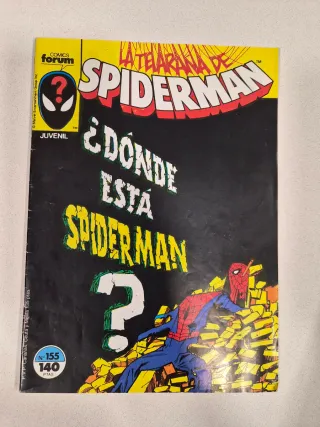 LA TELARAÑA DE
SPIDERMAN
COMICS
forum
?
JUVENIL
¿DÓNDE
ESTÁ
SPIDERMAN
?
Nº 155
140
PTAS